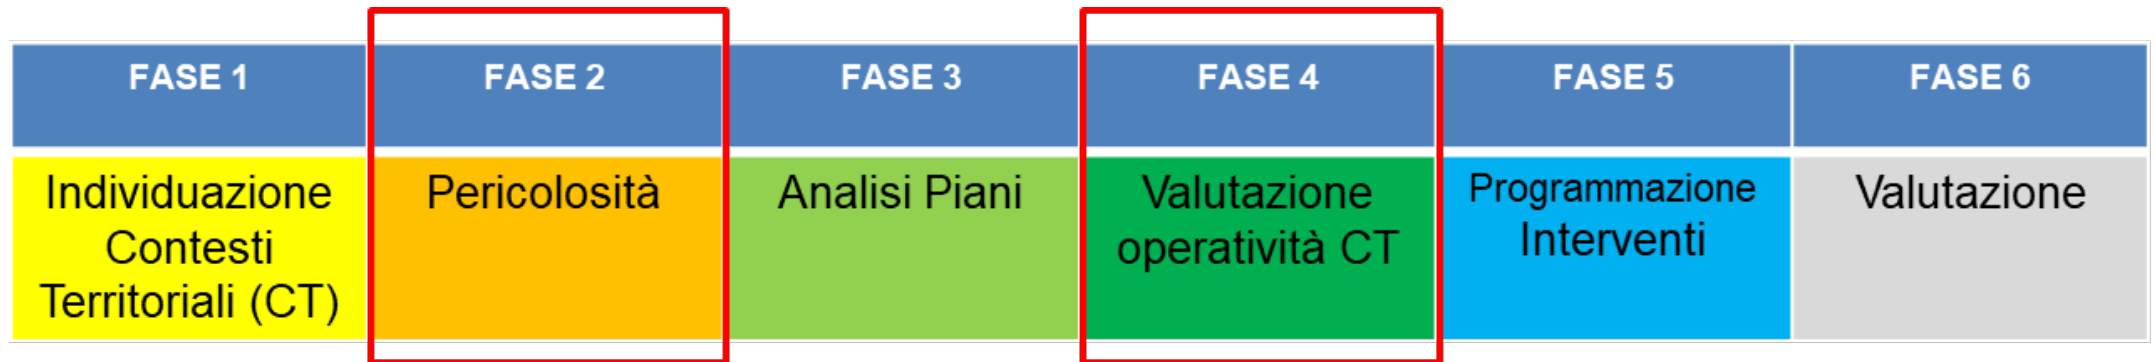 FASE 1
FASE 2
FASE 3
FASE 4
FASE 5
FASE 6
Individuazione
Contesti
Territoriali (CT)
Pericolosità
Analisi Piani
Valutazione
operatività CT
Programmazione
Interventi
Valutazione